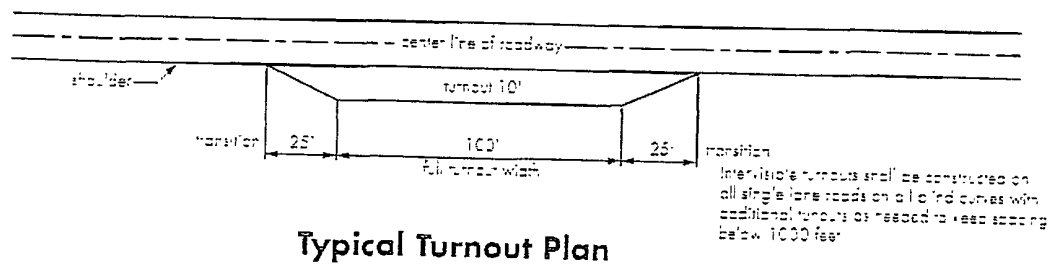 center line of roadway
shoulder
turnout 10'
transition 25' 100' 25' transition
full turnout width
Intervisible turnouts shall be constructed on
all single lane roads on all blind curves with
additional turnouts as needed to keep spacing
below 1000 feet
Typical Turnout Plan